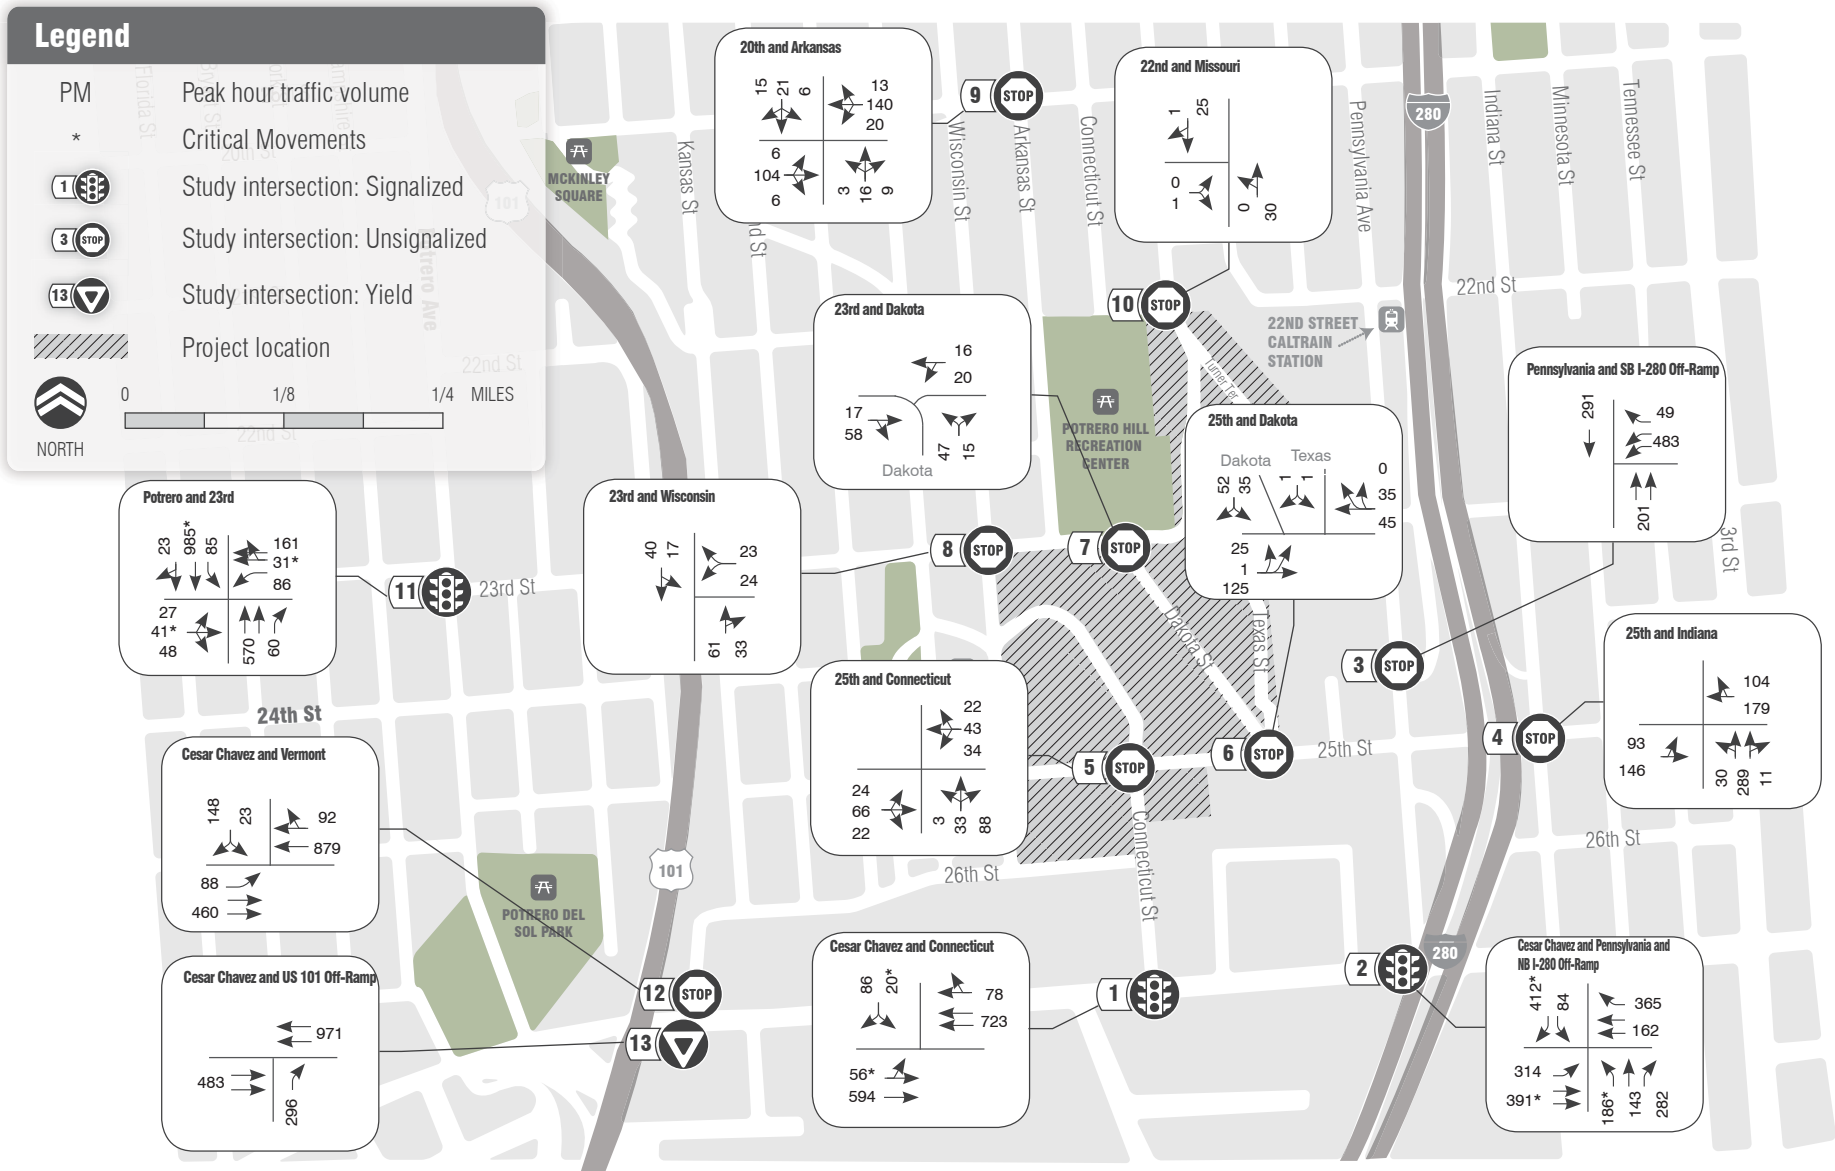 Legend
PM Peak hour traffic volume
* Critical Movements
1 Study intersection: Signalized
3 STOP Study intersection: Unsignalized
13 Study intersection: Yield
Project location
0 1/8 1/4 MILES
NORTH
Florida St
20th St
101
Potrero Ave
22nd St
22nd St
MCKINLEY
SQUARE
Kansas St
Wisconsin St
Arkansas St
Connecticut St
Pennsylvania Ave
280
Indiana St
Minnesota St
Tennessee St
20th and Arkansas
15 21 6
13
140
20
6
104
6
3 16 9
9 STOP
22nd and Missouri
1 25
0
1
0 30
10 STOP
22nd St
22ND STREET
CALTRAIN
STATION
Turner Ter
23rd and Dakota
16
20
17
58
47 15
Dakota
POTRERO HILL
RECREATION
CENTER
25th and Dakota
Dakota Texas
52 35 1 1
0
35
45
25
1
125
Pennsylvania and SB I-280 Off-Ramp
291
49
483
201
3rd St
Potrero and 23rd
23 985* 85
161
31*
86
27
41*
48
570 60
11
23rd St
23rd and Wisconsin
40 17
23
24
61 33
8 STOP
7 STOP
Dakota St
Texas St
3 STOP
25th and Indiana
104
179
93
146
30 289 11
4 STOP
24th St
25th and Connecticut
22
43
34
24
66
22
3 33 88
5 STOP
6 STOP
25th St
Connecticut St
26th St
26th St
Cesar Chavez and Vermont
148 23
92
879
88
460
101
POTRERO DEL
SOL PARK
Cesar Chavez and US 101 Off-Ramp
971
483
296
12 STOP
13
Cesar Chavez and Connecticut
86 20*
78
723
56*
594
1
2
280
Cesar Chavez and Pennsylvania and
NB I-280 Off-Ramp
412* 84
365
162
314
391*
186* 143 282